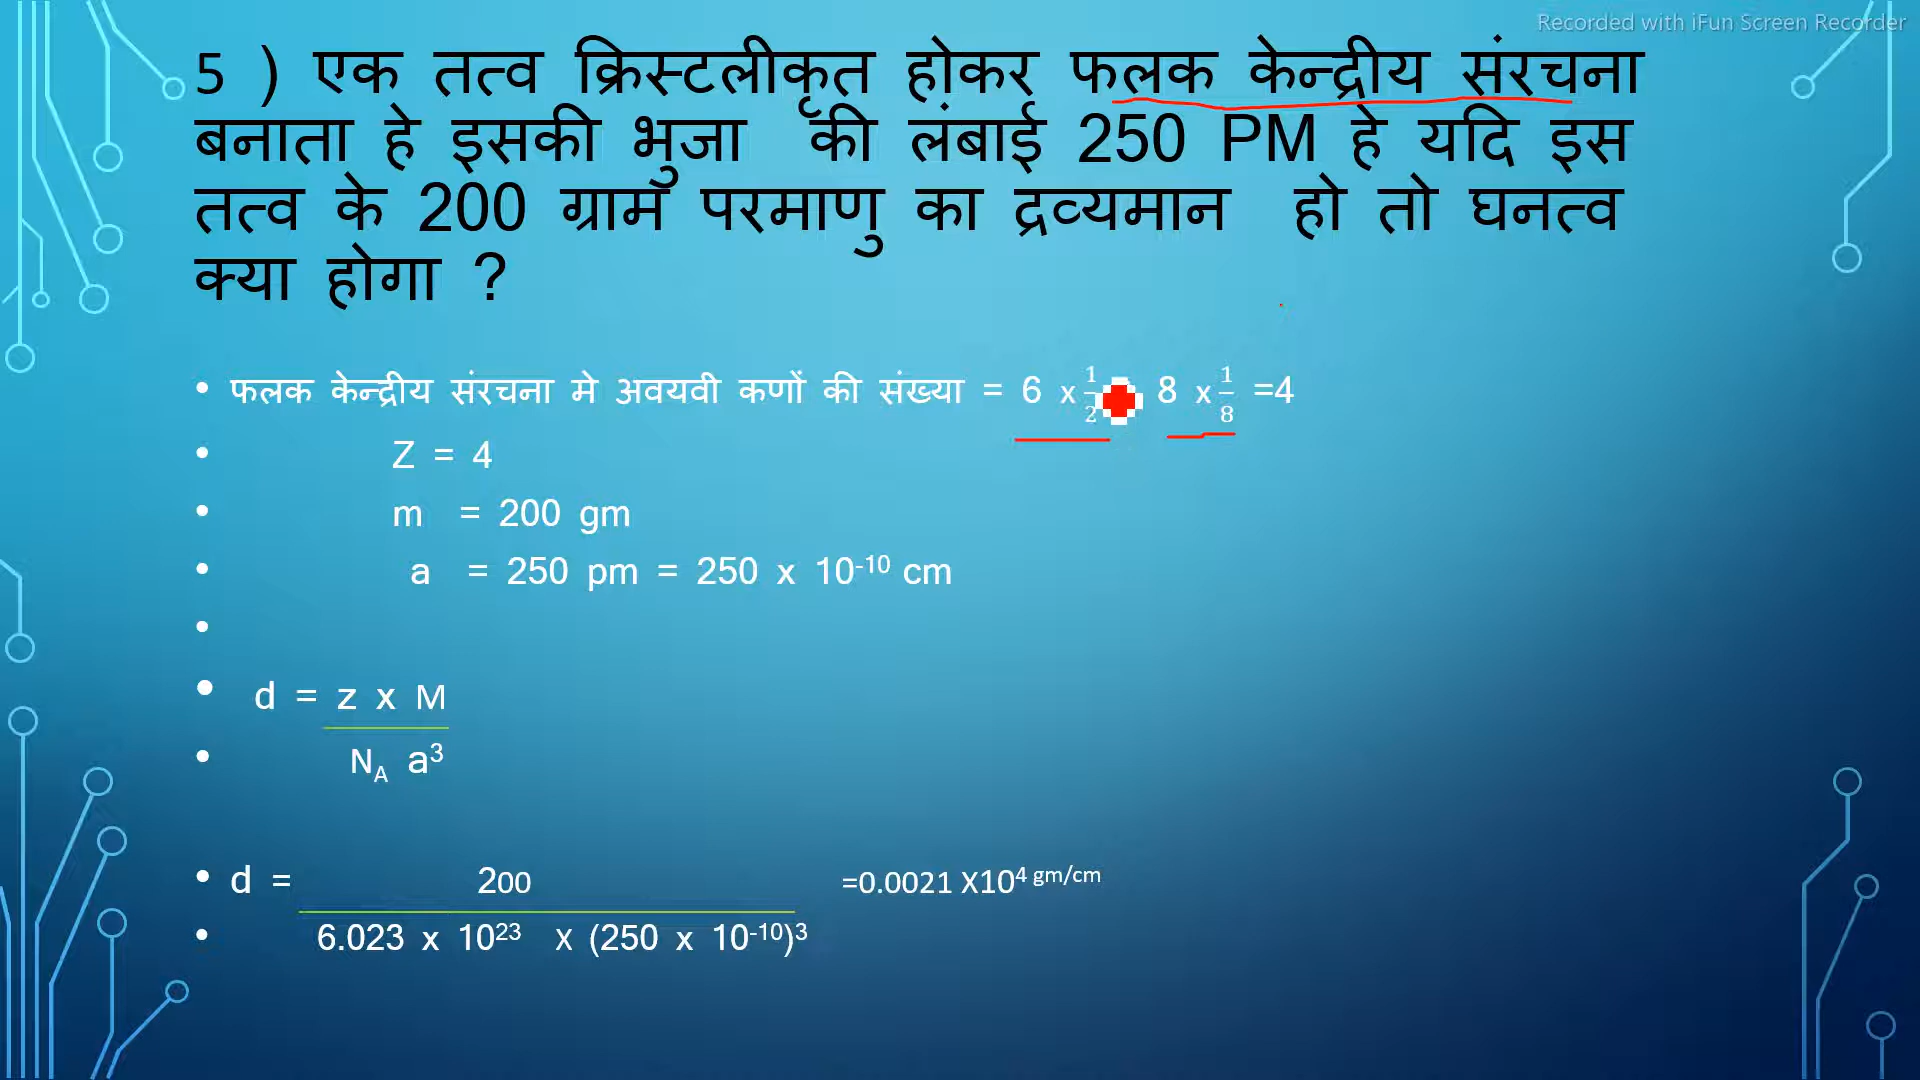 Recorded with iFun Screen Recorder
5 ) एक तत्व क्रिस्टलीकृत होकर फलक केन्द्रीय संरचना
बनाता हे इसकी भुजा की लंबाई 250 PM हे यदि इस
तत्व के 200 ग्राम परमाणु का द्रव्यमान हो तो घनत्व
क्या होगा ?
• फलक केन्द्रीय संरचना मे अवयवी कणों की संख्या = 6 x 1/2 8 x 1/8 =4
• Z = 4
• m = 200 gm
• a = 250 pm = 250 x 10⁻¹⁰ cm
•
• d = z x M
• N_A a³
• d = 200 =0.0021 X10⁴ ᵍᵐ/ᶜᵐ
• 6.023 x 10²³ X (250 x 10⁻¹⁰)³